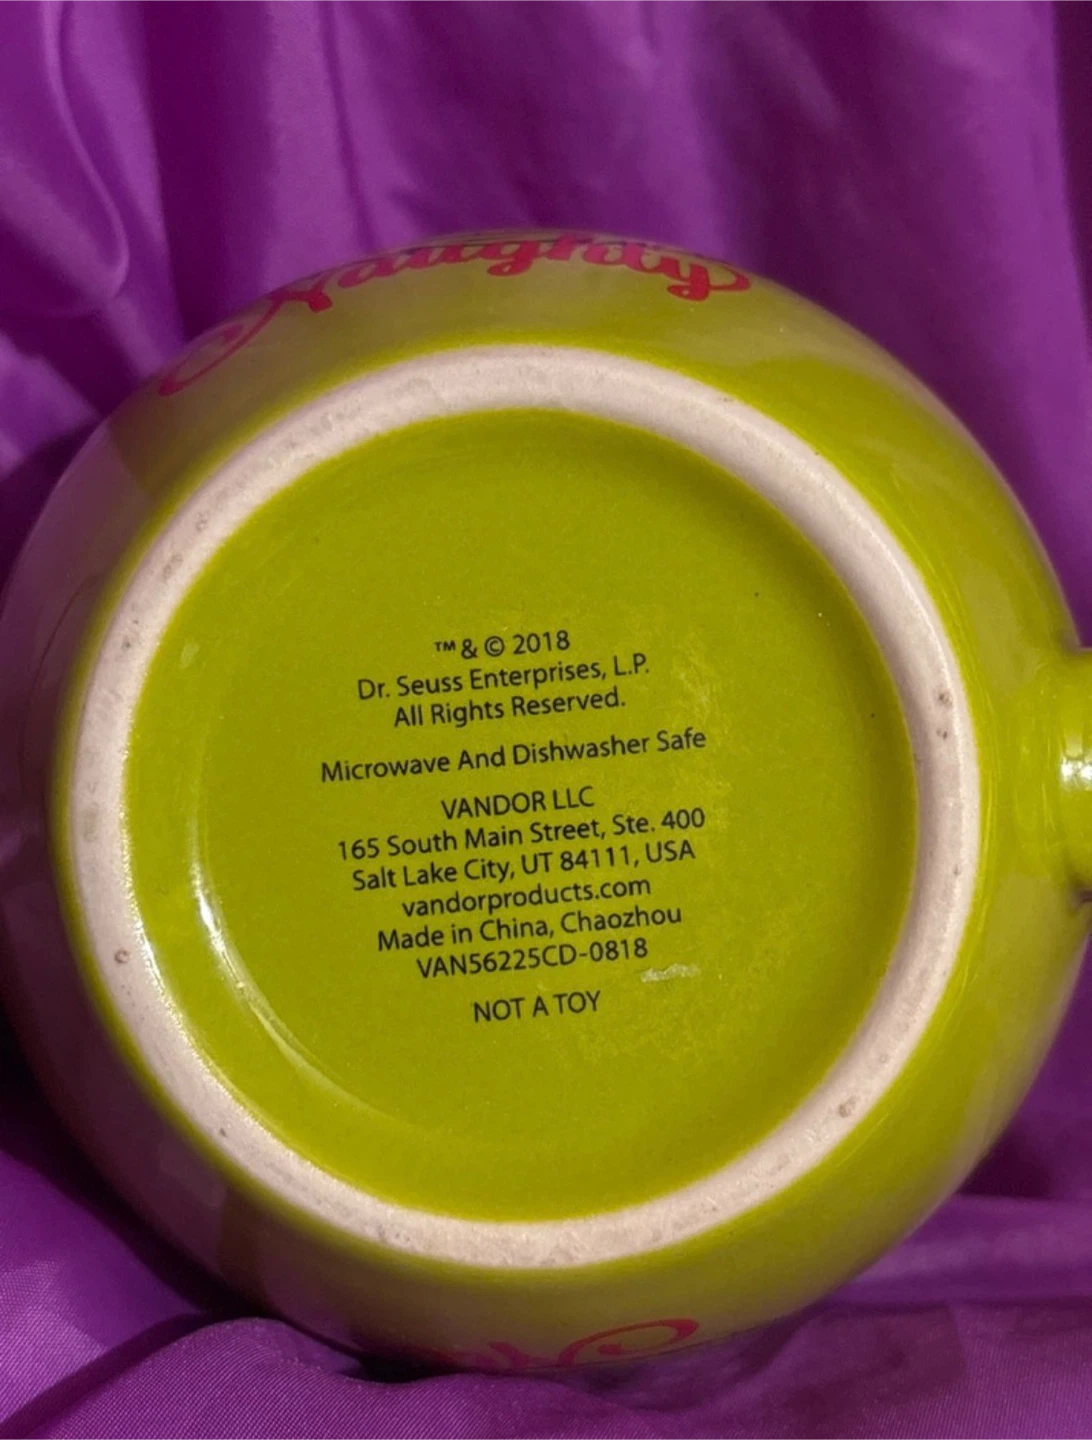 Naughty
™ & © 2018
Dr. Seuss Enterprises, L.P.
All Rights Reserved.
Microwave And Dishwasher Safe
VANDOR LLC
165 South Main Street, Ste. 400
Salt Lake City, UT 84111, USA
vandorproducts.com
Made in China, Chaozhou
VAN56225CD-0818
NOT A TOY